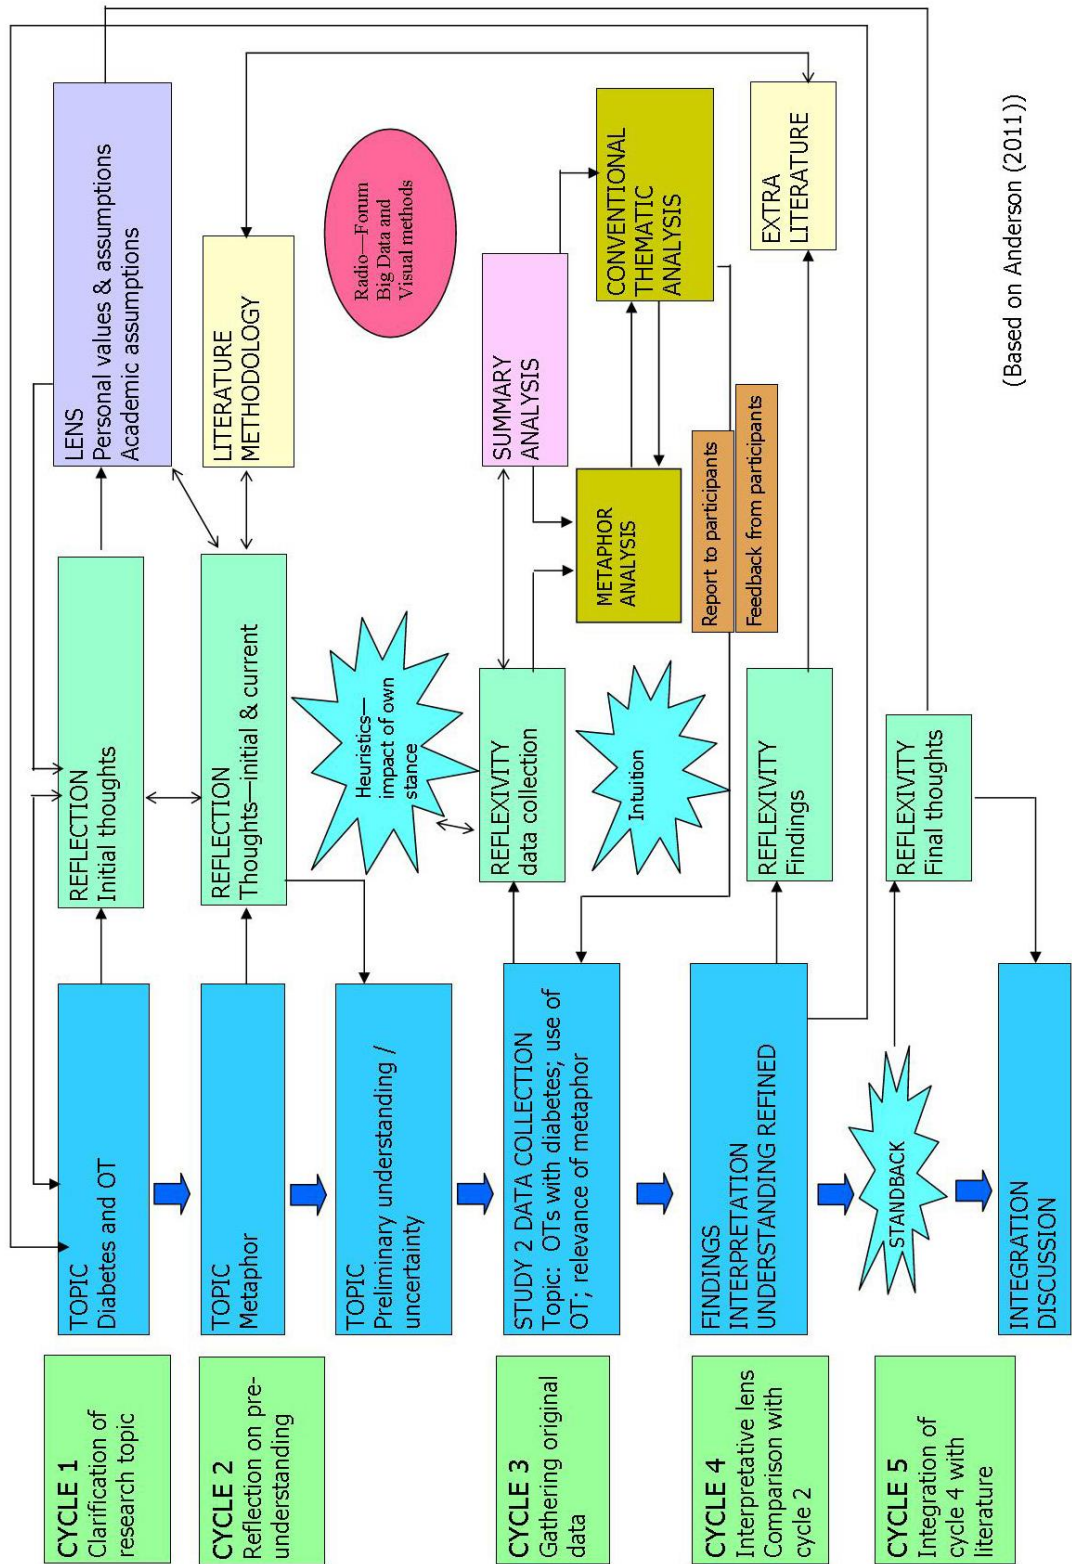 CYCLE 1
Clarification of
research topic
TOPIC
Diabetes and OT
REFLECTION
Initial thoughts
LENS
Personal values & assumptions
Academic assumptions
CYCLE 2
Reflection on pre-
understanding
TOPIC
Metaphor
REFLECTION
Thoughts—initial & current
LITERATURE
METHODOLOGY
TOPIC
Preliminary understanding /
uncertainty
Heuristics—
impact of own
stance
Radio—Forum
Big Data and
Visual methods
CYCLE 3
Gathering original
data
STUDY 2 DATA COLLECTION
Topic: OTs with diabetes; use of
OT; relevance of metaphor
REFLEXIVITY
data collection
SUMMARY
ANALYSIS
METAPHOR
ANALYSIS
CONVENTIONAL
THEMATIC
ANALYSIS
Intuition
Report to participants
Feedback from participants
CYCLE 4
Interpretative lens
Comparison with
cycle 2
FINDINGS
INTERPRETATION
UNDERSTANDING REFINED
REFLEXIVITY
Findings
EXTRA
LITERATURE
CYCLE 5
Integration of
cycle 4 with
literature
STANDBACK
REFLEXIVITY
Final thoughts
INTEGRATION
DISCUSSION
(Based on Anderson (2011))